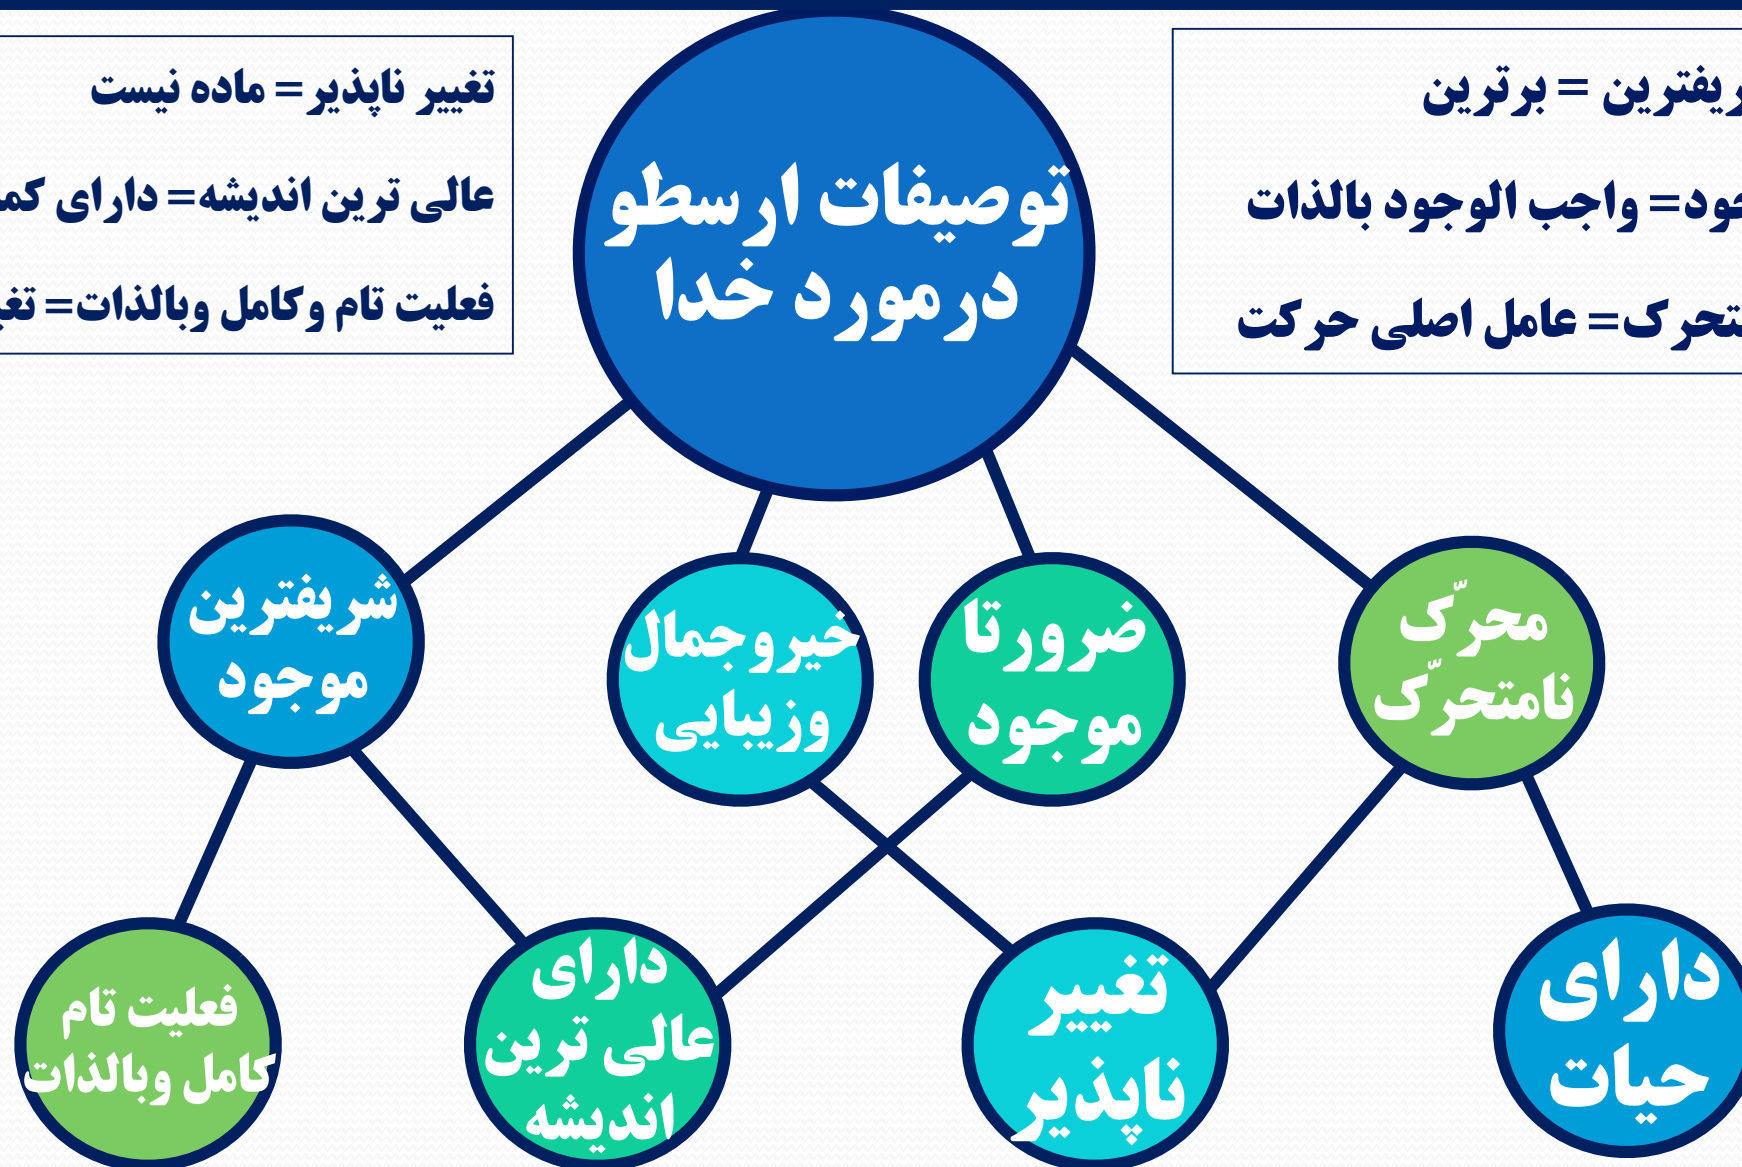 تغییر ناپذیر= ماده نیست
عالی ترین اندیشه= دارای
فعلیت تام وکامل وبالذات=
= برترین
= واجب الوجود بالذات
= عامل اصلی حرکت
توصیفات ارسطو
درمورد خدا
شریفترین
موجود
خیروجمال
وزیبایی
ضرورتا
موجود
محرّک
نامتحرّک
فعلیت تام
کامل وبالذات
دارای
عالی ترین
اندیشه
تغییر
ناپذیر
دارای
حیات